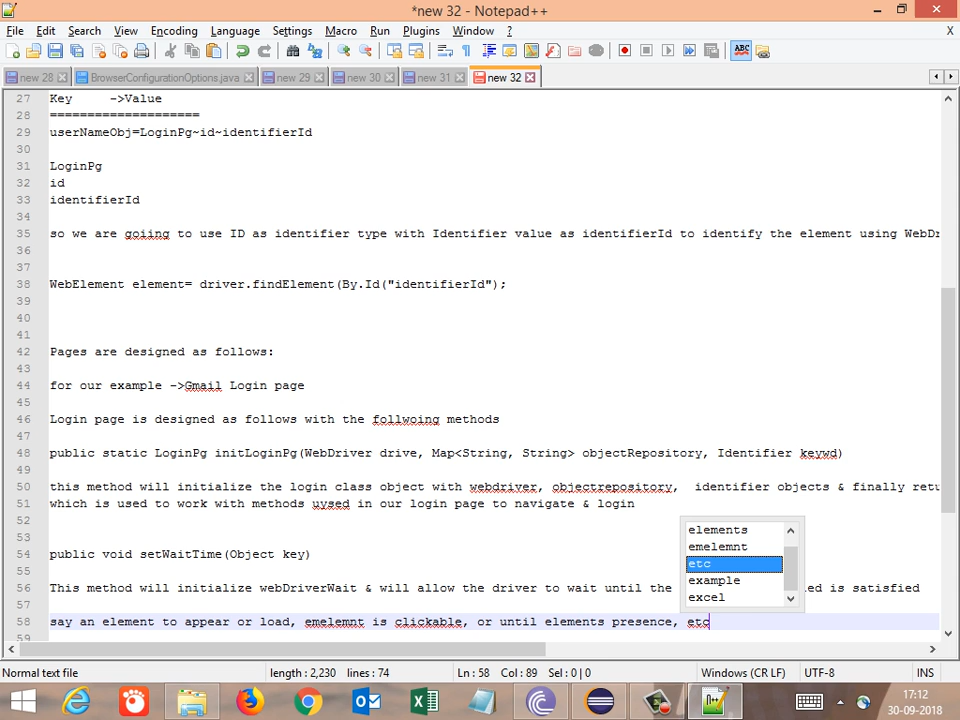 *new 32 - Notepad++
File Edit Search View Encoding Language Settings Macro Run Plugins Window ? X
new 28 BrowserConfigurationOptions.java new 29 new 30 new 31 new 32
27 Key ->Value
28 ====================
29 userNameObj=LoginPg~id~identifierId
30
31 LoginPg
32 id
33 identifierId
34
35 so we are goiing to use ID as identifier type with Identifier value as identifierId to identify the element using WebDr
36
37
38 WebElement element= driver.findElement(By.Id("identifierId");
39
40
41
42 Pages are designed as follows:
43
44 for our example ->Gmail Login page
45
46 Login page is designed as follows with the follwoing methods
47
48 public static LoginPg initLoginPg(WebDriver drive, Map<String, String> objectRepository, Identifier keywd)
49
50 this method will initialize the login class object with webdriver, objectrepository, identifier objects & finally retu
51 which is used to work with methods uysed in our login page to navigate & login
52
53
54 public void setWaitTime(Object key)
55
56 This method will initialize webDriverWait & will allow the driver to wait until the ed is satisfied
57
58 say an element to appear or load, emelemnt is clickable, or until elements presence, etc
59
elements
emelemnt
etc
example
excel
Normal text file length : 2,230 lines : 74 Ln : 58 Col : 89 Sel : 0 | 0 Windows (CR LF) UTF-8 INS
17:12
30-09-2018